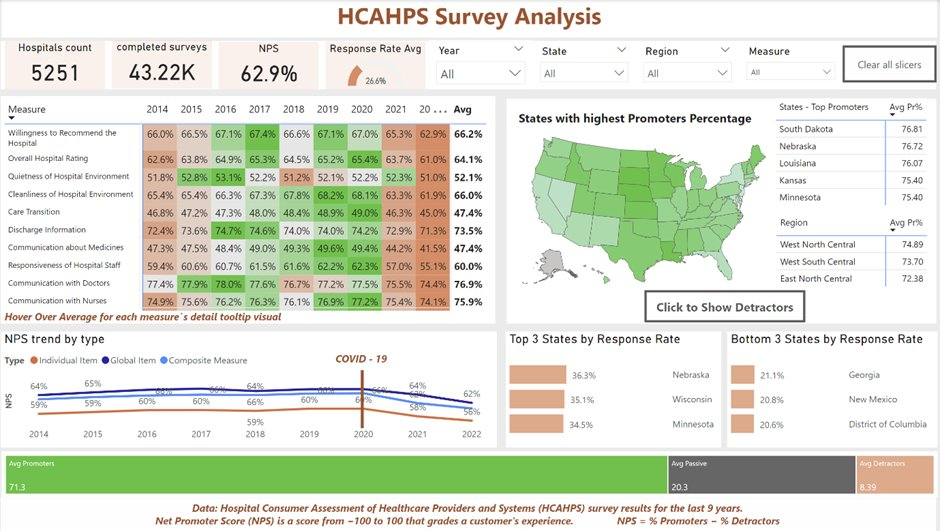 HCAHPS Survey Analysis
Hospitals count
5251
completed surveys
43.22K
NPS
62.9%
Response Rate Avg
26.6%
Year
All
State
All
Region
All
Measure
All
Clear all slicers
Measure 2014 2015 2016 2017 2018 2019 2020 2021 20 ... Avg
Willingness to Recommend the
Hospital 66.0% 66.5% 67.1% 67.4% 66.6% 67.1% 67.0% 65.3% 62.9% 66.2%
Overall Hospital Rating 62.6% 63.8% 64.9% 65.3% 64.5% 65.2% 65.4% 63.7% 61.0% 64.1%
Quietness of Hospital Environment 51.8% 52.8% 53.1% 52.2% 51.2% 52.1% 52.2% 52.3% 51.0% 52.1%
Cleanliness of Hospital Environment 65.4% 65.4% 66.3% 67.3% 67.8% 68.2% 68.1% 63.3% 61.9% 66.0%
Care Transition 46.8% 47.2% 47.3% 48.0% 48.4% 48.9% 49.0% 46.3% 45.0% 47.4%
Discharge Information 72.4% 73.6% 74.7% 74.6% 74.0% 74.0% 74.2% 72.9% 71.3% 73.5%
Communication about Medicines 47.3% 47.5% 48.4% 49.0% 49.3% 49.6% 49.4% 44.2% 41.5% 47.4%
Responsiveness of Hospital Staff 59.4% 60.6% 60.7% 61.5% 61.6% 62.2% 62.3% 57.0% 55.1% 60.0%
Communication with Doctors 77.4% 77.9% 78.0% 77.6% 76.7% 77.2% 77.5% 75.5% 74.4% 76.9%
Communication with Nurses 74.9% 75.6% 76.2% 76.3% 76.1% 76.9% 77.2% 75.4% 74.1% 75.9%
Hover Over Average for each measure`s detail tooltip visual
States with highest Promoters Percentage
Click to Show Detractors
States - Top Promoters Avg Pr%
South Dakota 76.81
Nebraska 76.72
Louisiana 76.07
Kansas 75.40
Minnesota 75.40
Region Avg Pr%
West North Central 74.89
West South Central 73.70
East North Central 72.38
NPS trend by type
Type Individual Item Global Item Composite Measure
COVID - 19
NPS
64% 65% 66% 66% 64% 66% 66% 64% 62%
62%
59% 59% 60% 60% 66% 60% 60% 58% 56%
59%
2014 2015 2016 2017 2018 2019 2020 2021 2022
Top 3 States by Response Rate
36.3% Nebraska
35.1% Wisconsin
34.5% Minnesota
Bottom 3 States by Response Rate
21.1% Georgia
20.8% New Mexico
20.6% District of Columbia
Avg Promoters
71.3
Avg Passive
20.3
Avg Detractors
8.39
Data: Hospital Consumer Assessment of Healthcare Providers and Systems (HCAHPS) survey results for the last 9 years.
Net Promoter Score (NPS) is a score from −100 to 100 that grades a customer's experience. NPS = % Promoters − % Detractors